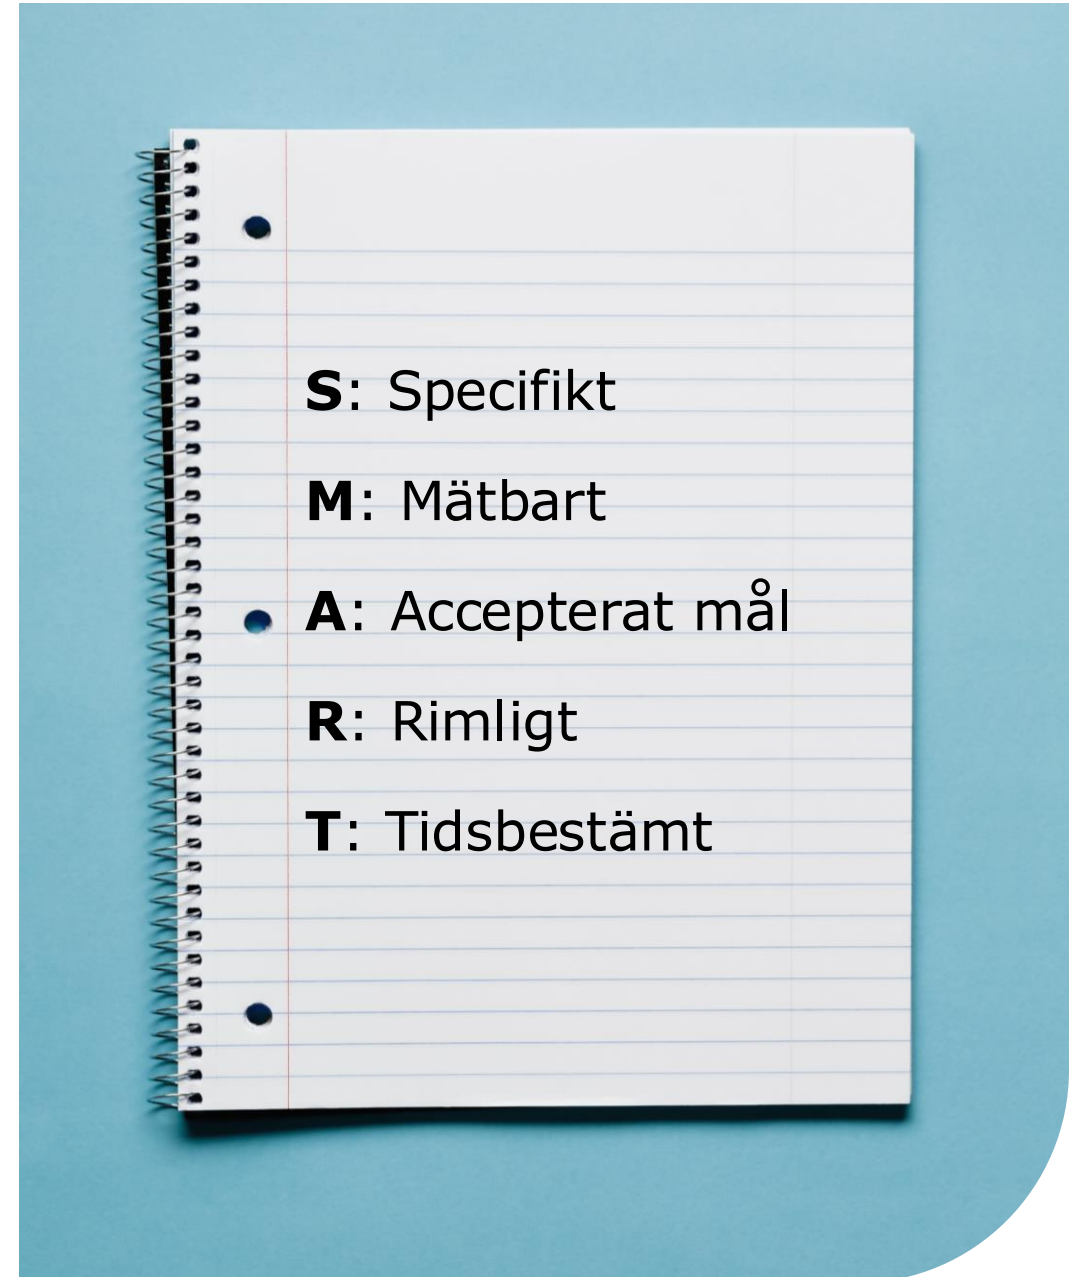 S: Specifikt
M: Mätbart
A: Accepterat mål
R: Rimligt
T: Tidsbestämt